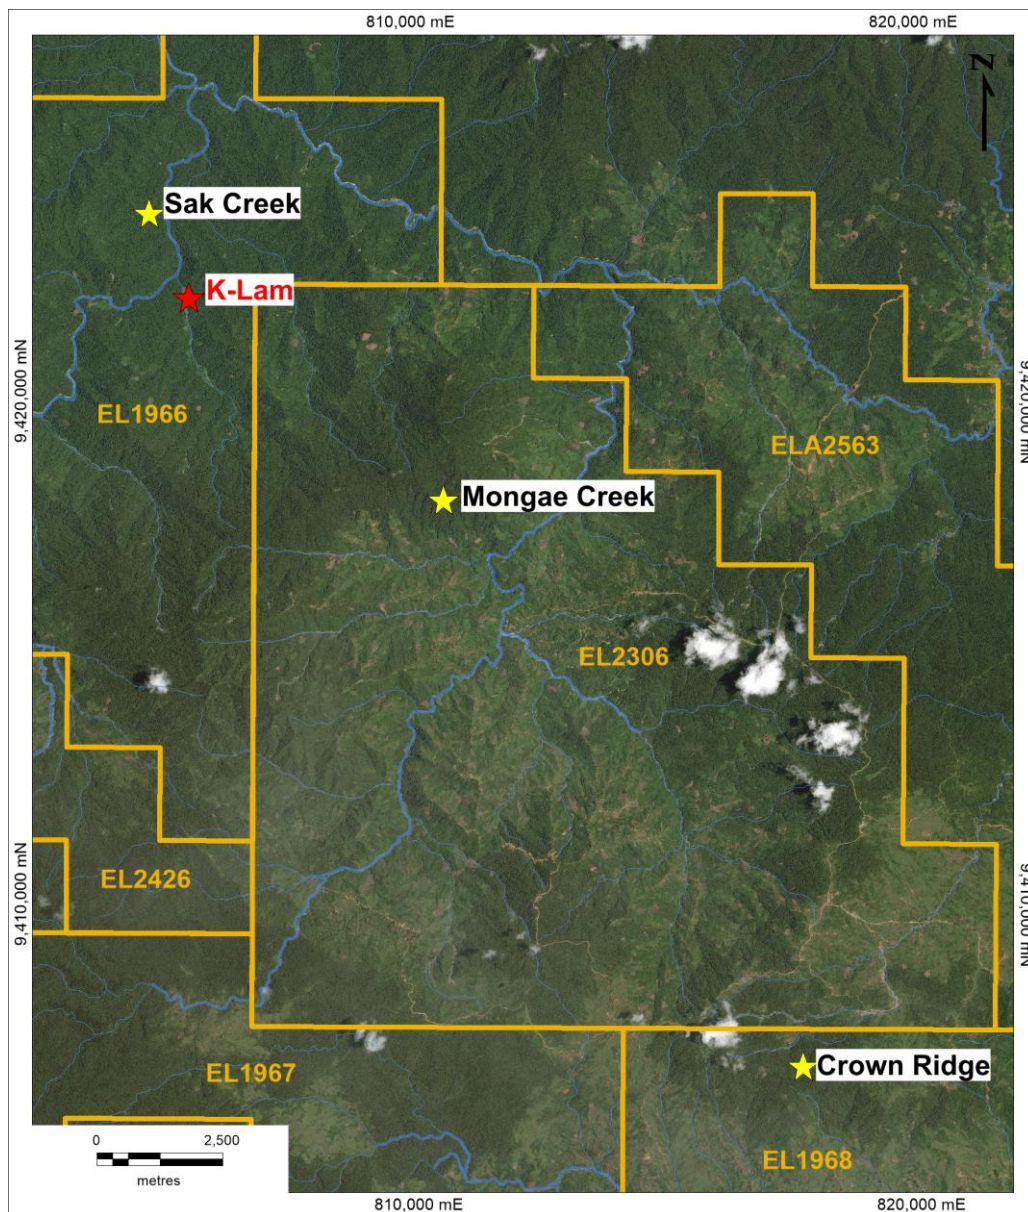 810,000 mE
820,000 mE
N
Sak Creek
K-Lam
9,420,000 mN
9,420,000 mN
EL1966
ELA2563
Mongae Creek
EL2306
EL2426
9,410,000 mN
9,410,000 mN
EL1967
Crown Ridge
0 2,500
metres
EL1968
810,000 mE
820,000 mE